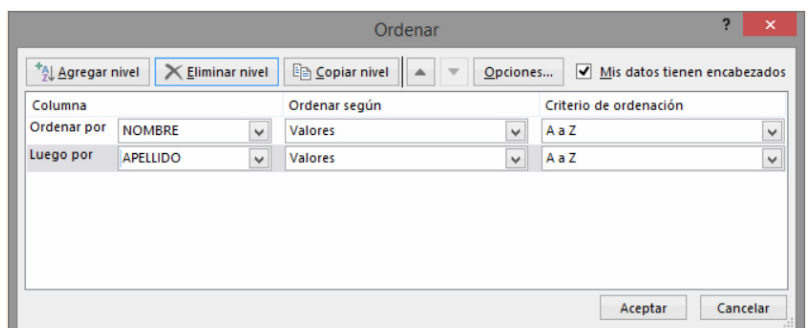 Ordenar ? ×
Agregar nivel Eliminar nivel Copiar nivel Opciones... Mis datos tienen encabezados
Columna Ordenar según Criterio de ordenación
Ordenar por NOMBRE Valores A a Z
Luego por APELLIDO Valores A a Z
Aceptar Cancelar